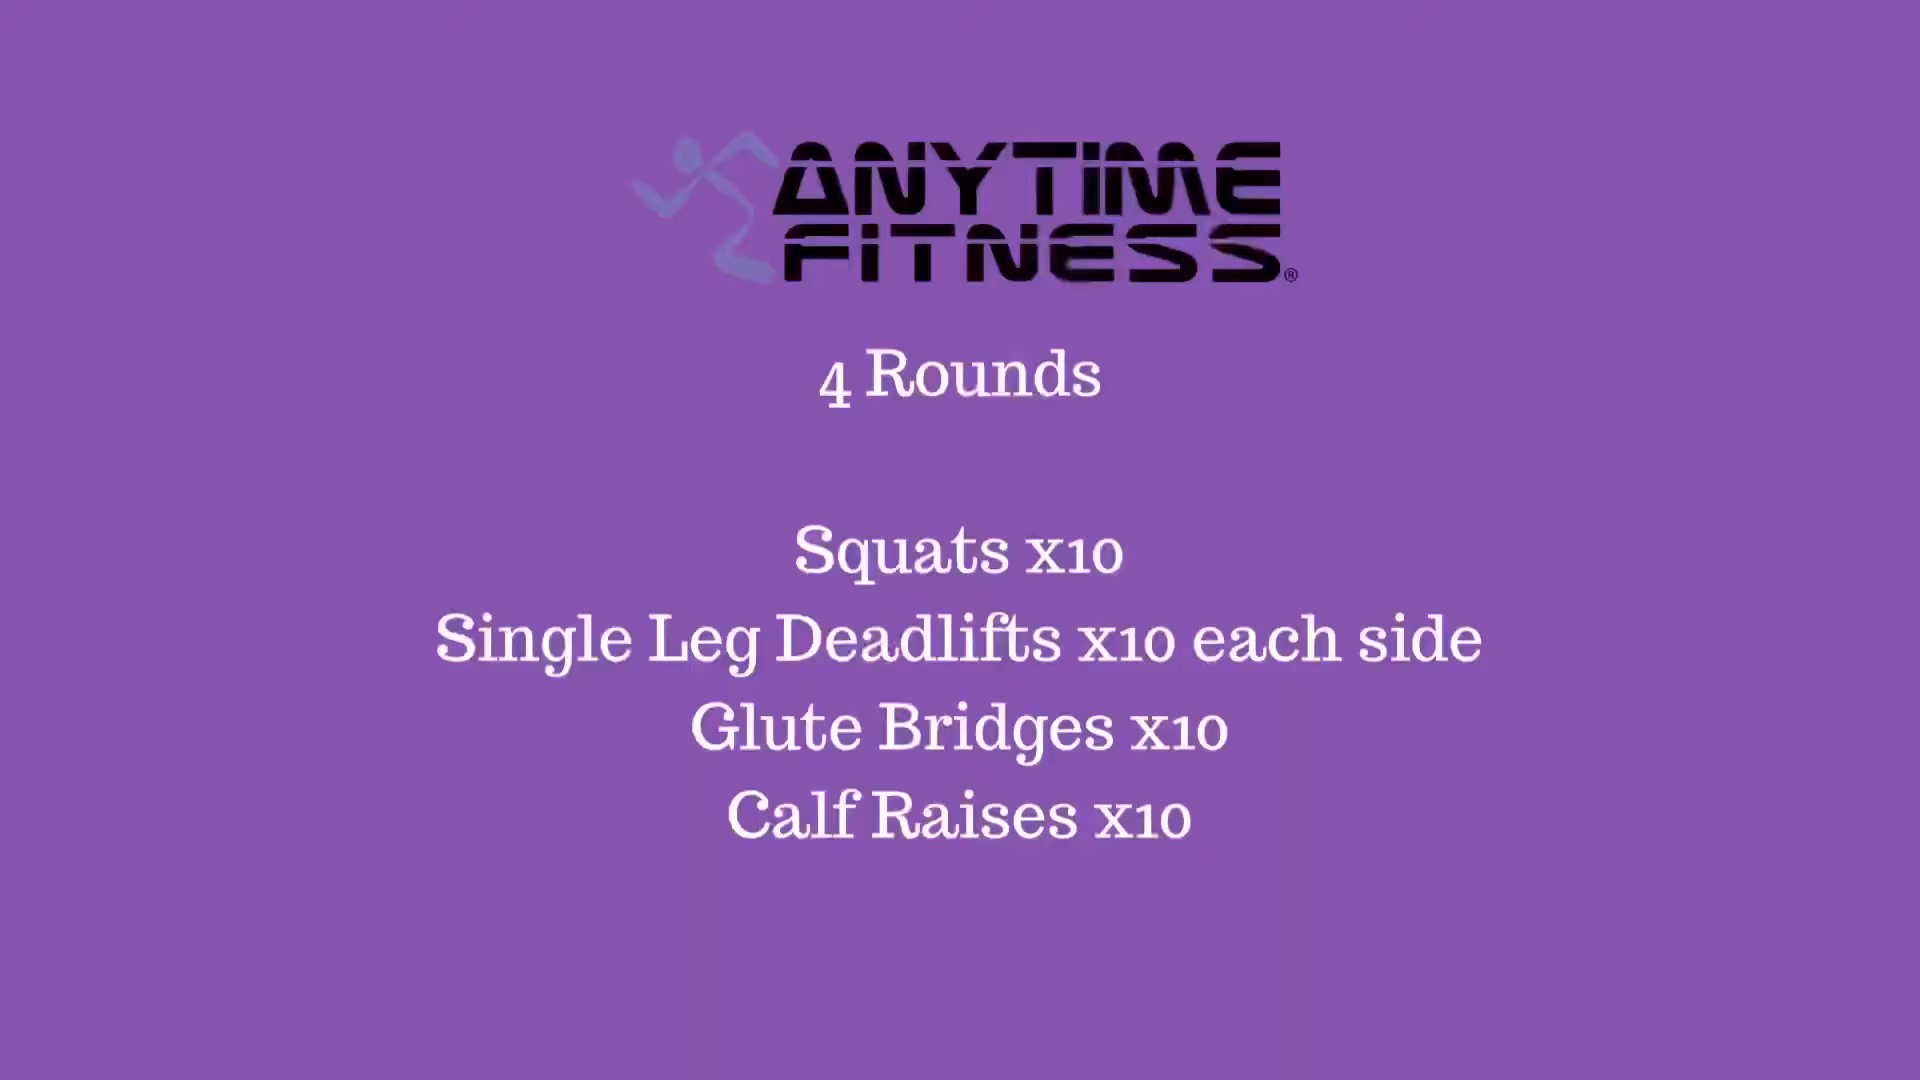 ANYTIME
FITNESS®
4 Rounds
Squats x10
Single Leg Deadlifts x10 each side
Glute Bridges x10
Calf Raises x10